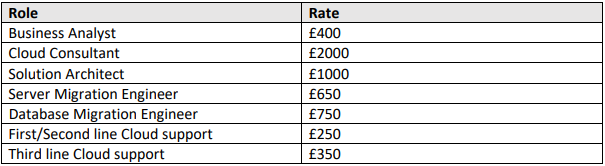 Role Rate
Business Analyst £400
Cloud Consultant £2000
Solution Architect £1000
Server Migration Engineer £650
Database Migration Engineer £750
First/Second line Cloud support £250
Third line Cloud support £350